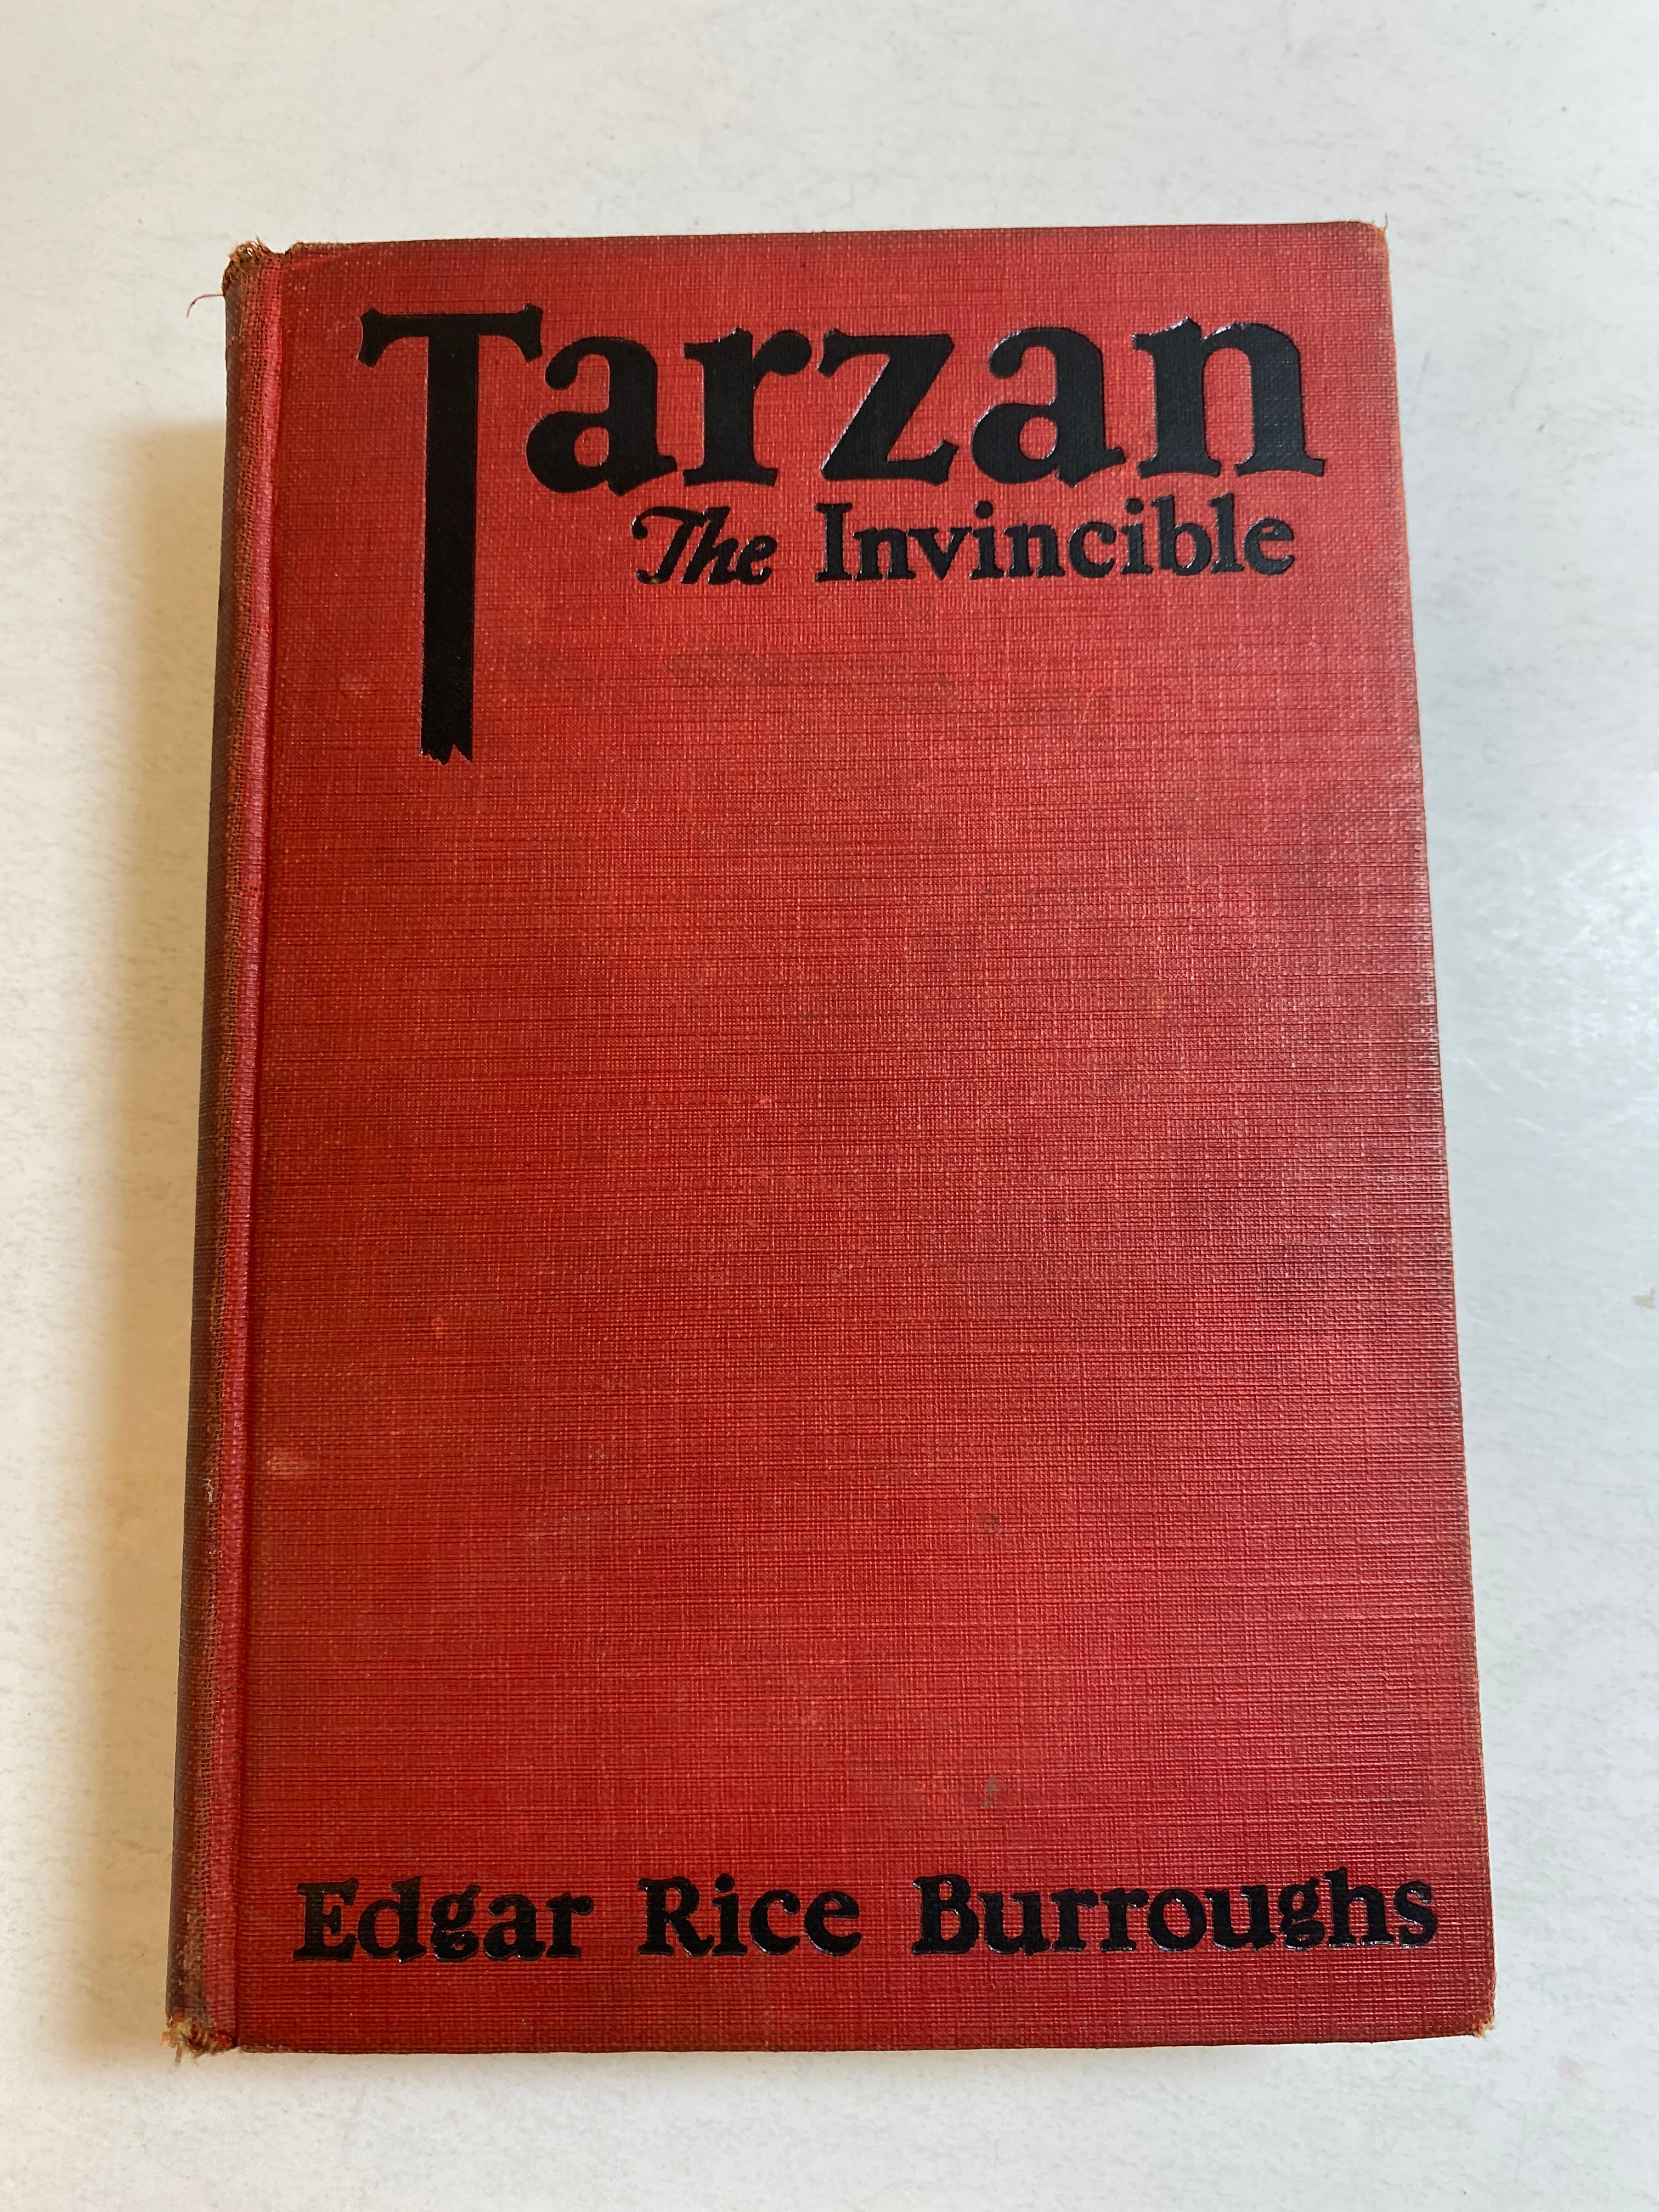 Tarzan
The Invincible
Edgar Rice Burroughs